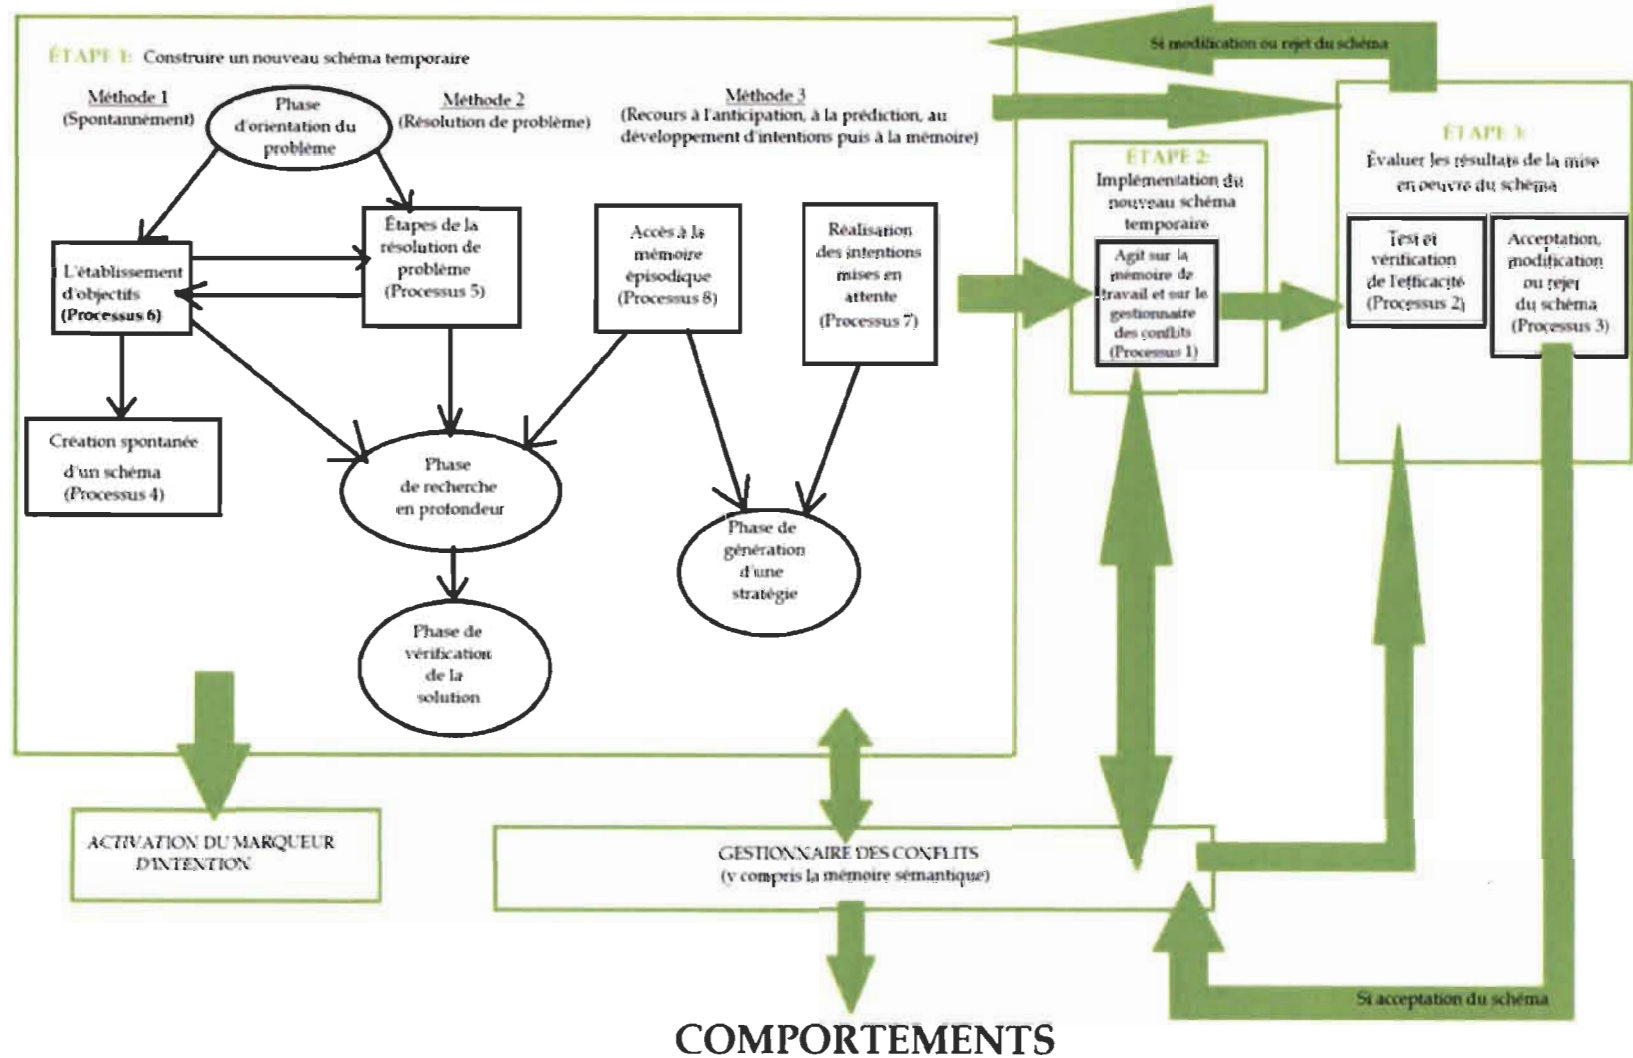 ÉTAPE 1: Construire un nouveau schéma temporaire
Méthode 1
(Spontannément)
Phase
d'orientation du
problème
Méthode 2
(Résolution de problème)
Méthode 3
(Recours à l'anticipation, à la prédiction, au
développement d'intentions puis à la mémoire)
L'établissement
d'objectifs
(Processus 6)
Étapes de la
résolution de
problème
(Processus 5)
Accès à la
mémoire
épisodique
(Processus 8)
Réalisation
des intentions
mises en
attente
(Processus 7)
Création spontanée
d'un schéma
(Processus 4)
Phase
de recherche
en profondeur
Phase de
génération
d'une
stratégie
Phase de
vérification
de la
solution
Si modification ou rejet du schéma
ÉTAPE 2:
Implémentation du
nouveau schéma
temporaire
Agit sur la
mémoire de
travail et sur le
gestionnaire
des conflits
(Processus 1)
ÉTAPE 3:
Évaluer les résultats de la mise
en oeuvre du schéma
Test et
vérification
de l'efficacité
(Processus 2)
Acceptation,
modification
ou rejet
du schéma
(Processus 3)
ACTIVATION DU MARQUEUR
D'INTENTION
GESTIONNAIRE DES CONFLITS
(y compris la mémoire sémantique)
Si acceptation du schéma
COMPORTEMENTS